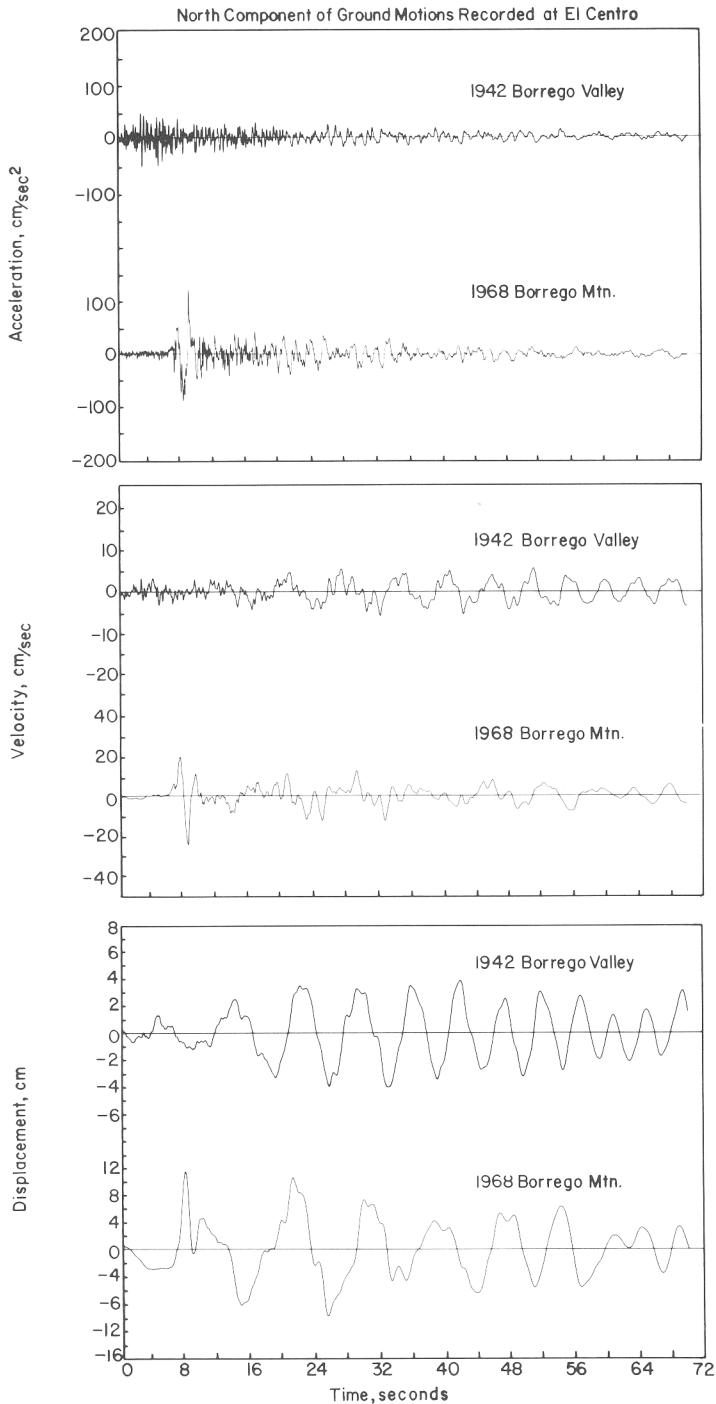 North Component of Ground Motions Recorded at El Centro
Acceleration, cm/sec2
200
100
0
-100
100
0
-100
-200
1942 Borrego Valley
1968 Borrego Mtn.
Velocity, cm/sec
20
10
0
-10
-20
40
20
0
-20
-40
1942 Borrego Valley
1968 Borrego Mtn.
Displacement, cm
8
6
4
2
0
-2
-4
-6
12
8
4
0
-4
-6
-12
-16
1942 Borrego Valley
1968 Borrego Mtn.
0 8 16 24 32 40 48 56 64 72
Time, seconds